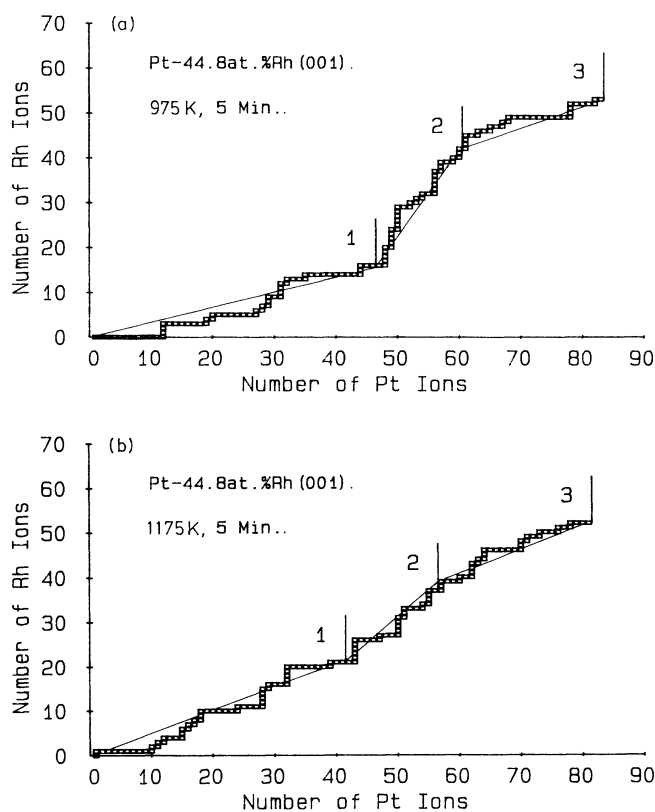 70
(a)
60
Pt-44.8at.%Rh(001).
3
50
975K, 5 Min..
2
40
30
1
20
10
0
0 10 20 30 40 50 60 70 80 90
Number of Rh Ions
Number of Pt Ions
70
(b)
60
Pt-44.8at.%Rh(001).
3
50
1175K, 5 Min..
2
40
30
1
20
10
0
0 10 20 30 40 50 60 70 80 90
Number of Rh Ions
Number of Pt Ions